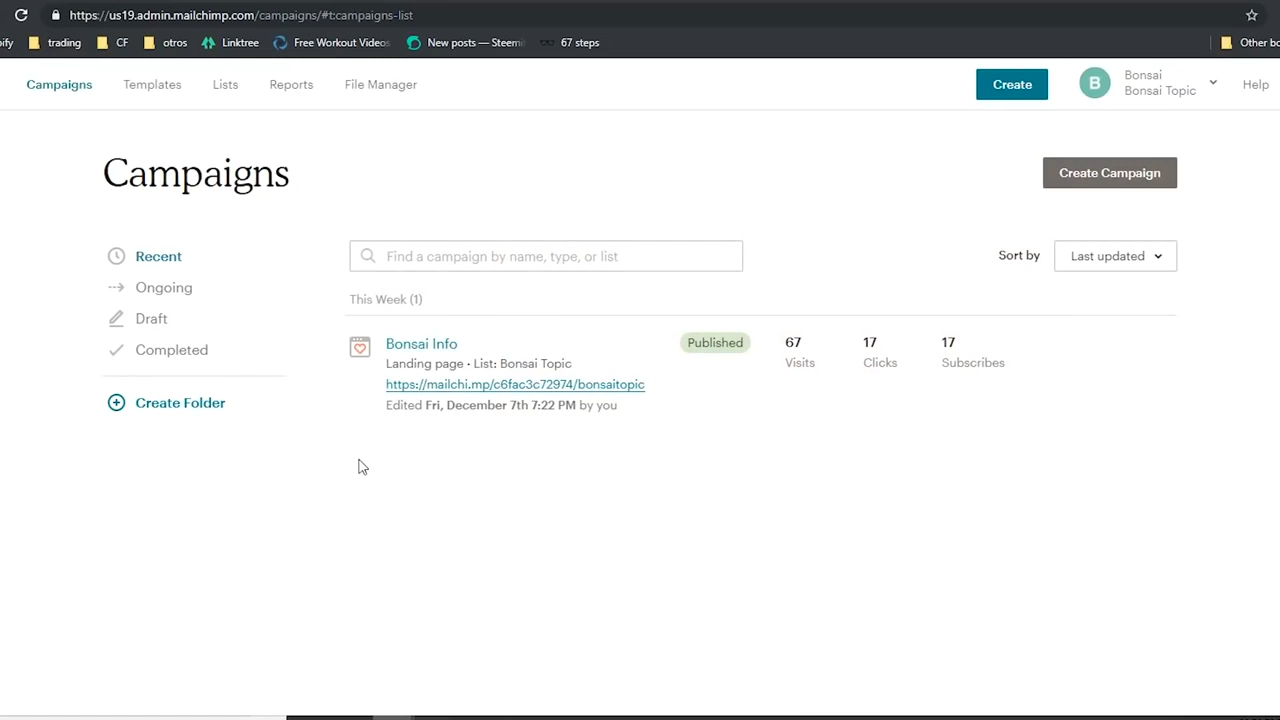 https://us19.admin.mailchimp.com/campaigns/#t:campaigns-list
pify trading CF otros Linktree Free Workout Videos New posts — Steemi 67 steps Other bo
Campaigns Templates Lists Reports File Manager Create B Bonsai Help
Bonsai Topic
Campaigns Create Campaign
Recent Find a campaign by name, type, or list Sort by Last updated
Ongoing This Week (1)
Draft
Completed
Create Folder
Bonsai Info Published 67 17 17
Landing page · List: Bonsai Topic Visits Clicks Subscribes
https://mailchi.mp/c6fac3c72974/bonsaitopic
Edited Fri, December 7th 7:22 PM by you